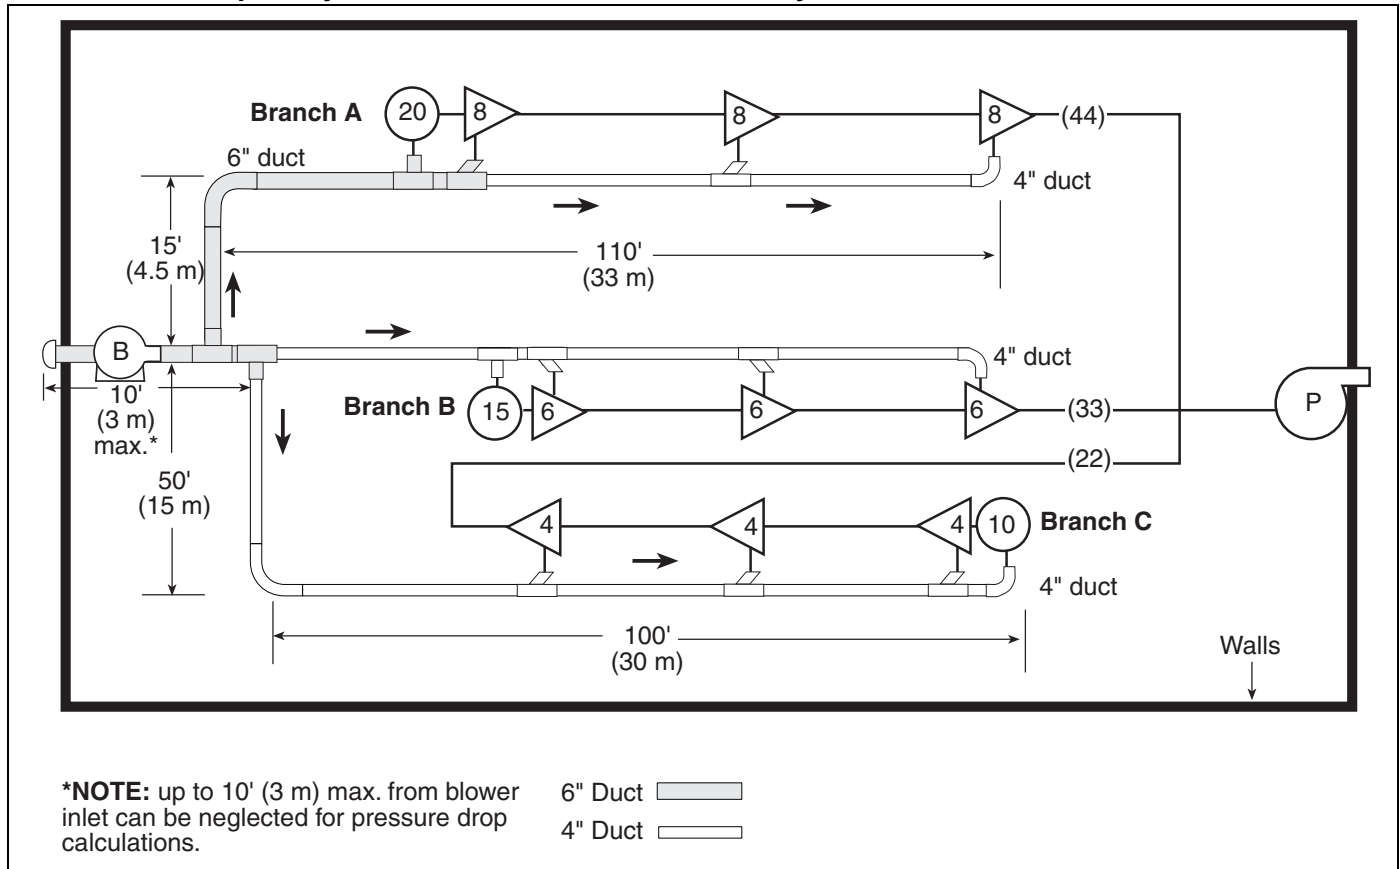 Branch A
20
8
8
8
(44)
6" duct
4" duct
15'
(4.5 m)
110'
(33 m)
B
10'
(3 m)
max.*
4" duct
Branch B
15
6
6
6
(33)
P
(22)
50'
(15 m)
4
4
4
10
Branch C
4" duct
100'
(30 m)
Walls
*NOTE: up to 10' (3 m) max. from blower
inlet can be neglected for pressure drop
calculations.
6" Duct
4" Duct